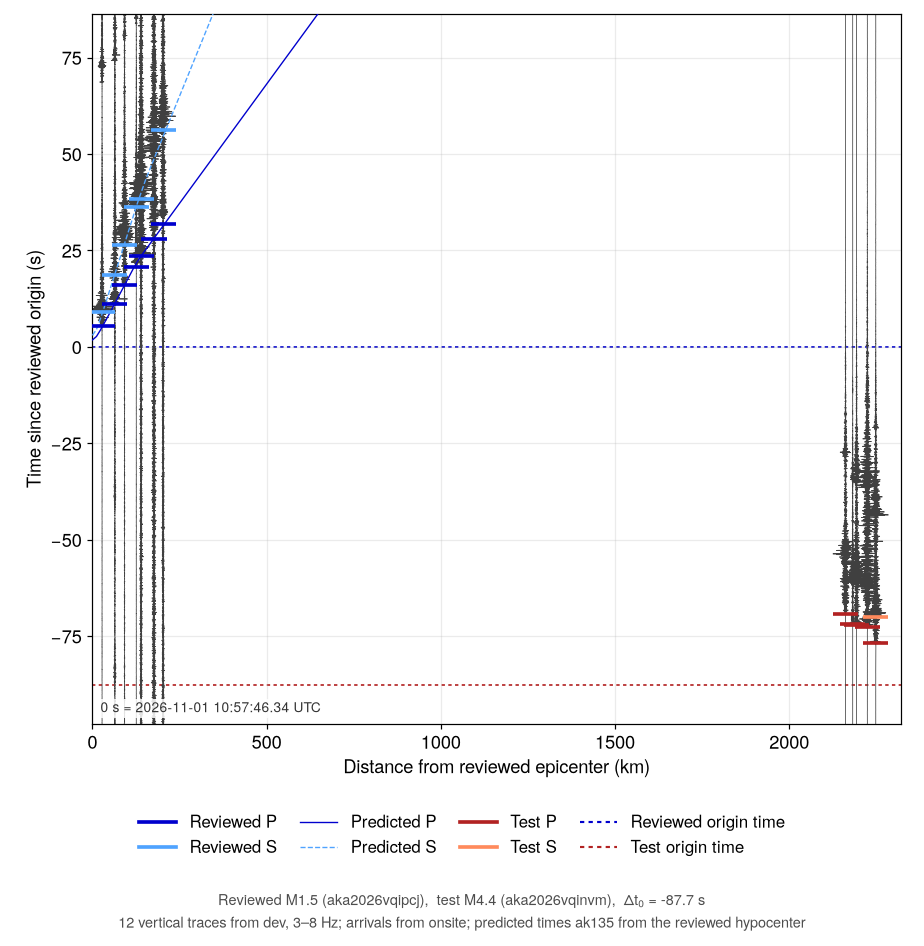 75
50
25
0
−25
−50
−75
Time since reviewed origin (s)
0 s = 2026-11-01 10:57:46.34 UTC
0 500 1000 1500 2000
Distance from reviewed epicenter (km)
Reviewed P Predicted P Test P Reviewed origin time
Reviewed S Predicted S Test S Test origin time
Reviewed M1.5 (aka2026vqipcj), test M4.4 (aka2026vqinvm), Δt₀ = -87.7 s
12 vertical traces from dev, 3–8 Hz; arrivals from onsite; predicted times ak135 from the reviewed hypocenter